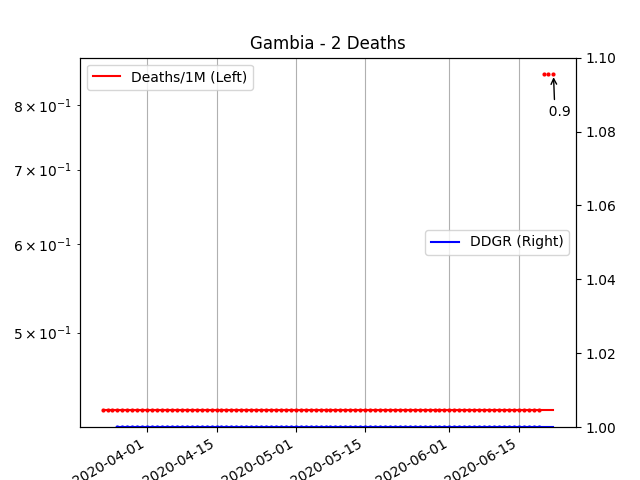 Gambia - 2 Deaths
Deaths/1M (Left)
0.9
DDGR (Right)
8 × 10⁻¹
7 × 10⁻¹
6 × 10⁻¹
5 × 10⁻¹
1.10
1.08
1.06
1.04
1.02
1.00
2020-04-01
2020-04-15
2020-05-01
2020-05-15
2020-06-01
2020-06-15